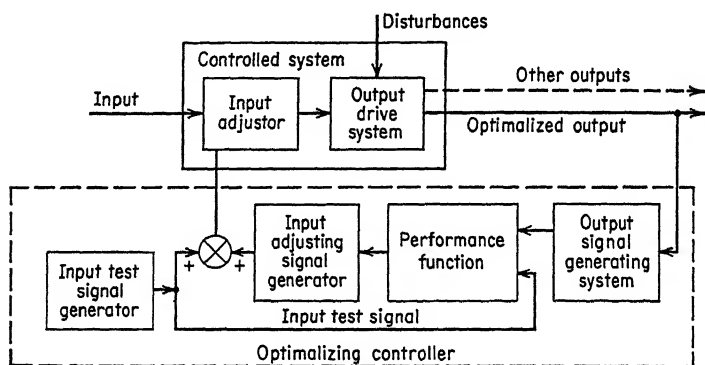 Disturbances
Controlled system
Other outputs
Input
Input
adjustor
Output
drive
system
Optimalized output
Input test
signal
generator
+
+
Input
adjusting
signal
generator
Performance
function
Output
signal
generating
system
Input test signal
Optimalizing controller